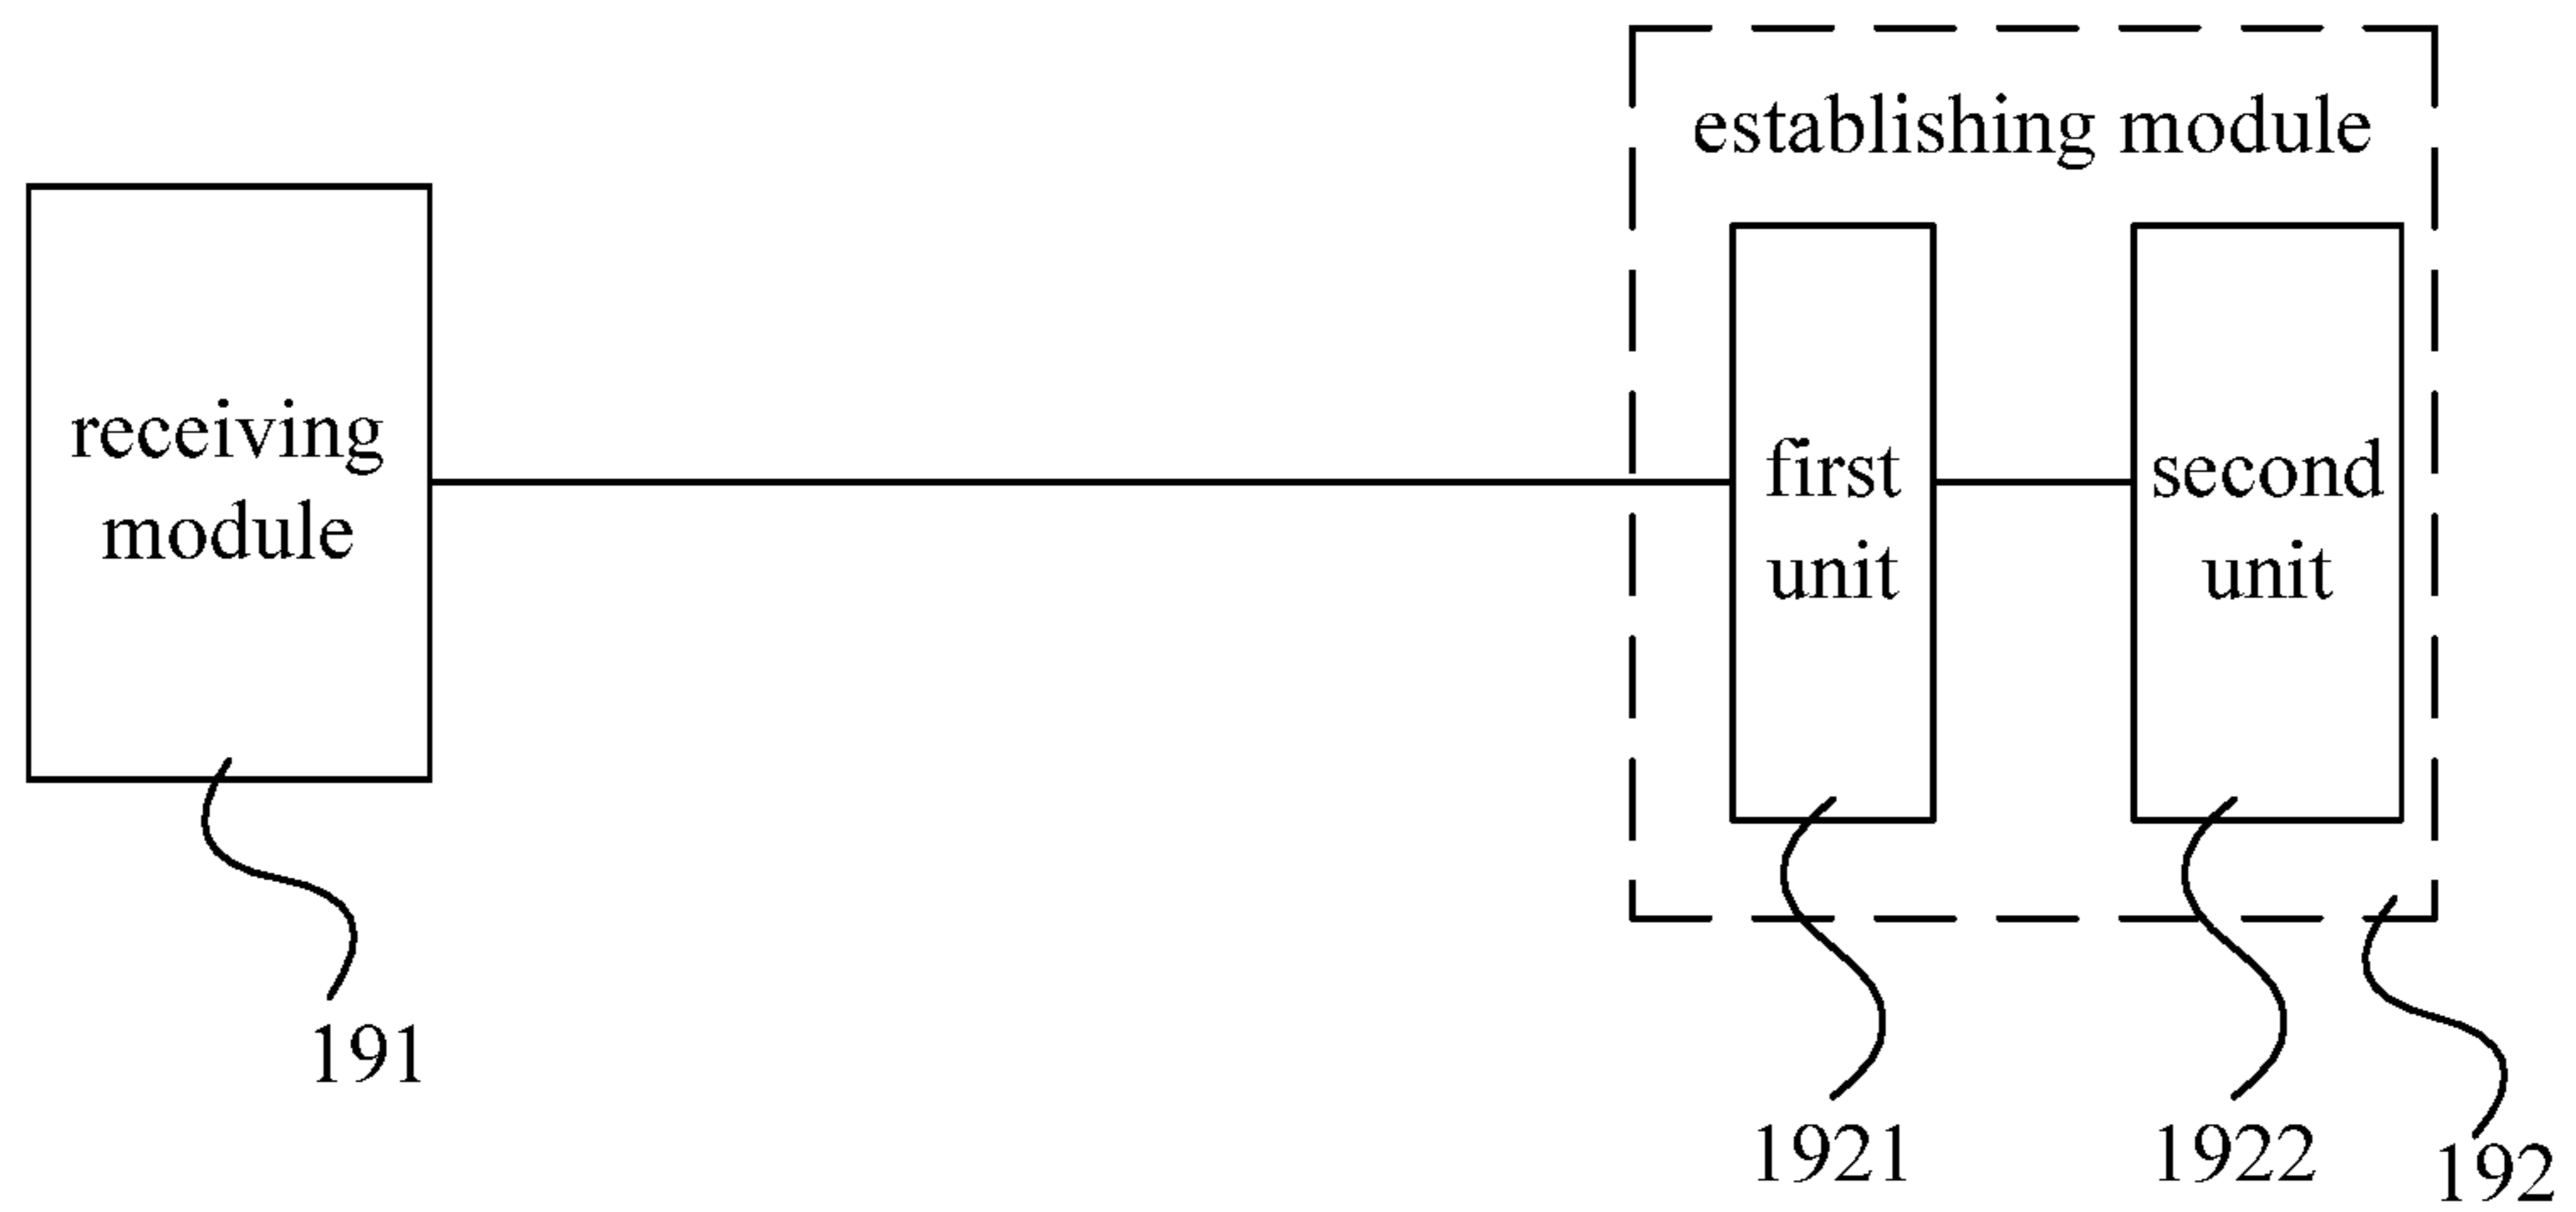 establishing module
receiving
module
first
unit
second
unit
191
1921
1922
192